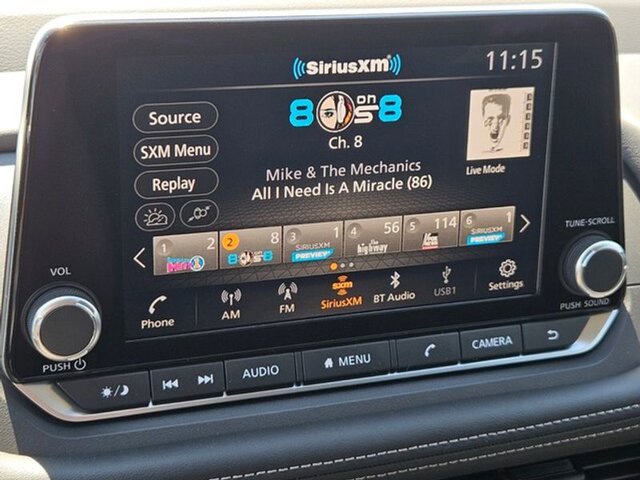 SiriusXM
11:15
Source
80s on 8
Ch. 8
SXM Menu
Mike & The Mechanics
Live Mode
Replay
All I Need Is A Miracle (86)
1 2
2 8
3 1
4 56
5 114
6 1
80s on 8
SIRIUSXM PREVIEW
the highway
SIRIUSXM PREVIEW
VOL
TUNE·SCROLL
Phone
AM
FM
sxm
SiriusXM
BT Audio
USB1
Settings
PUSH
PUSH SOUND
AUDIO
MENU
CAMERA